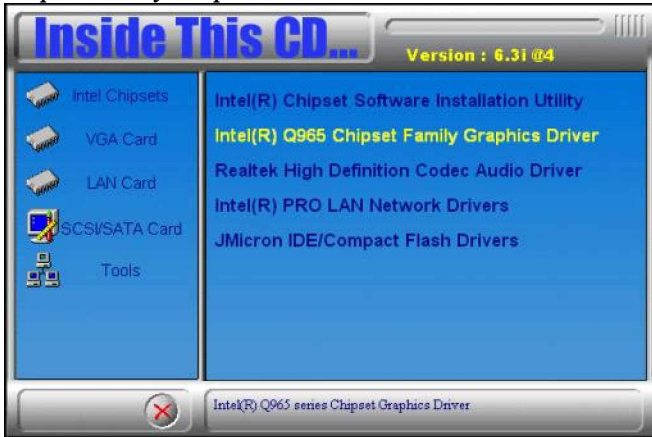 Inside This CD...
Version : 6.3i @4
Intel Chipsets
VGA Card
LAN Card
SCSI/SATA Card
Tools
Intel(R) Chipset Software Installation Utility
Intel(R) Q965 Chipset Family Graphics Driver
Realtek High Definition Codec Audio Driver
Intel(R) PRO LAN Network Drivers
JMicron IDE/Compact Flash Drivers
Intel(R) Q965 series Chipset Graphics Driver